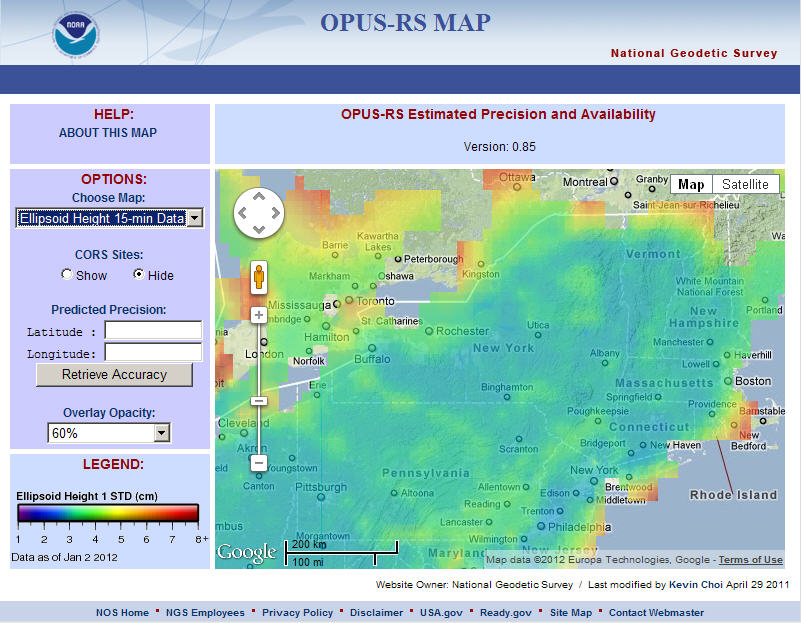 NOAA
OPUS-RS MAP
National Geodetic Survey
HELP:
ABOUT THIS MAP
OPTIONS:
Choose Map:
Ellipsoid Height 15-min Data
CORS Sites:
Show Hide
Predicted Precision:
Latitude :
Longitude:
Retrieve Accuracy
Overlay Opacity:
60%
LEGEND:
Ellipsoid Height 1 STD (cm)
1 2 3 4 5 6 7 8+
Data as of Jan 2 2012
OPUS-RS Estimated Precision and Availability
Version: 0.85
Map Satellite
Ottawa
Montreal
Granby
Saint-Jean-sur-Richelieu
Barrie
Kawartha
Lakes
Peterborough
Kingston
Vermont
Markham
Oshawa
White Mountain
National Forest
Mississauga
Toronto
Portland
mbridge
St. Catharines
New
Hampshire
Hamilton
Rochester
Utica
Manchester
London
Norfolk
Buffalo
New York
Albany
Haverhill
Lowell
Erie
Binghamton
Massachusetts
Boston
Springfield
Cleveland
Poughkeepsie
Providence
Barnstable
Connecticut
New
Bedford
Akron
Scranton
Bridgeport
New Haven
Youngstown
Canton
Pittsburgh
Pennsylvania
New York
Altoona
Allentown
Edison
Brentwood
Rhode Island
Reading
Middletown
Trenton
mbus
Lancaster
Philadelphia
Morgantown
Wilmington
Maryland
New Jersey
Google
200 km
100 mi
Map data ©2012 Europa Technologies, Google - Terms of Use
Website Owner: National Geodetic Survey / Last modified by Kevin Choi April 29 2011
NOS Home NGS Employees Privacy Policy Disclaimer USA.gov Ready.gov Site Map Contact Webmaster